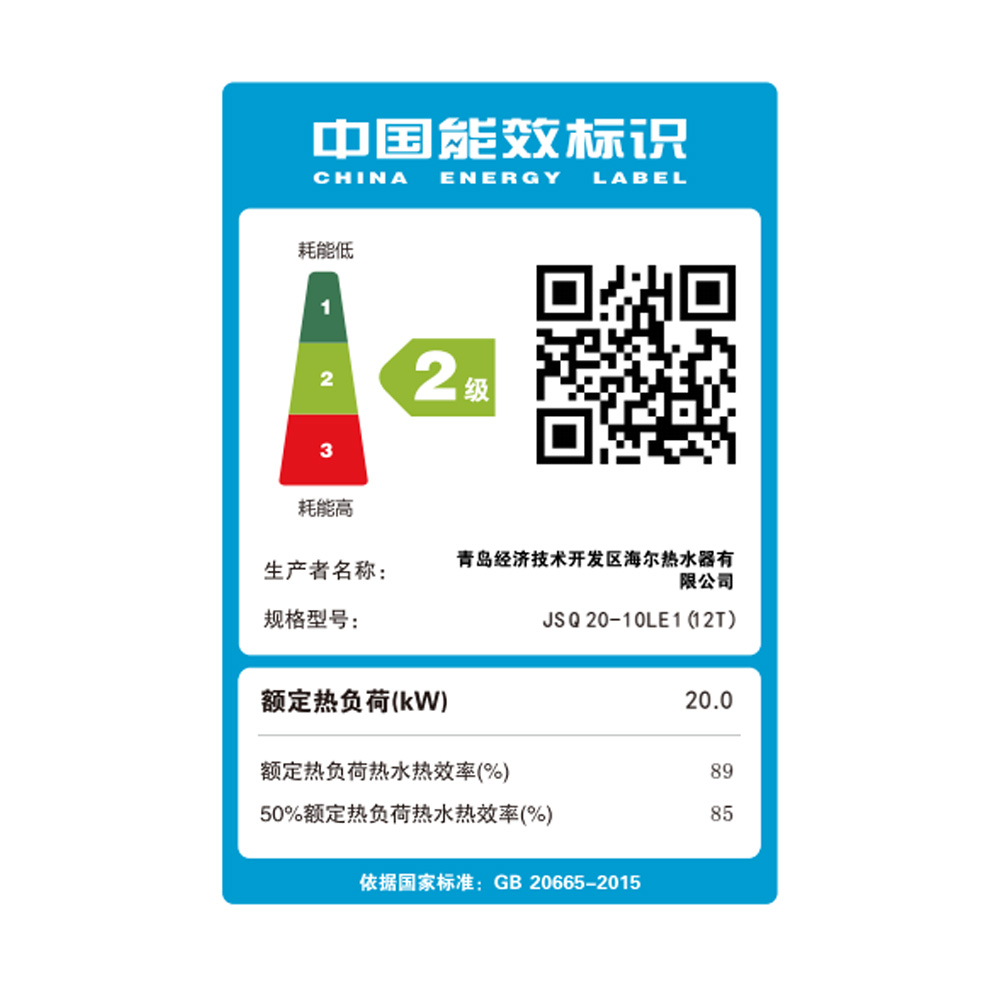 中国能效标识
CHINA ENERGY LABEL
耗能低
1
2
3
2级
耗能高
生产者名称：
青岛经济技术开发区海尔热水器有
限公司
规格型号： JSQ20-10LE1(12T)
额定热负荷(kW) 20.0
额定热负荷热水热效率(%) 89
50%额定热负荷热水热效率(%) 85
依据国家标准：GB 20665-2015